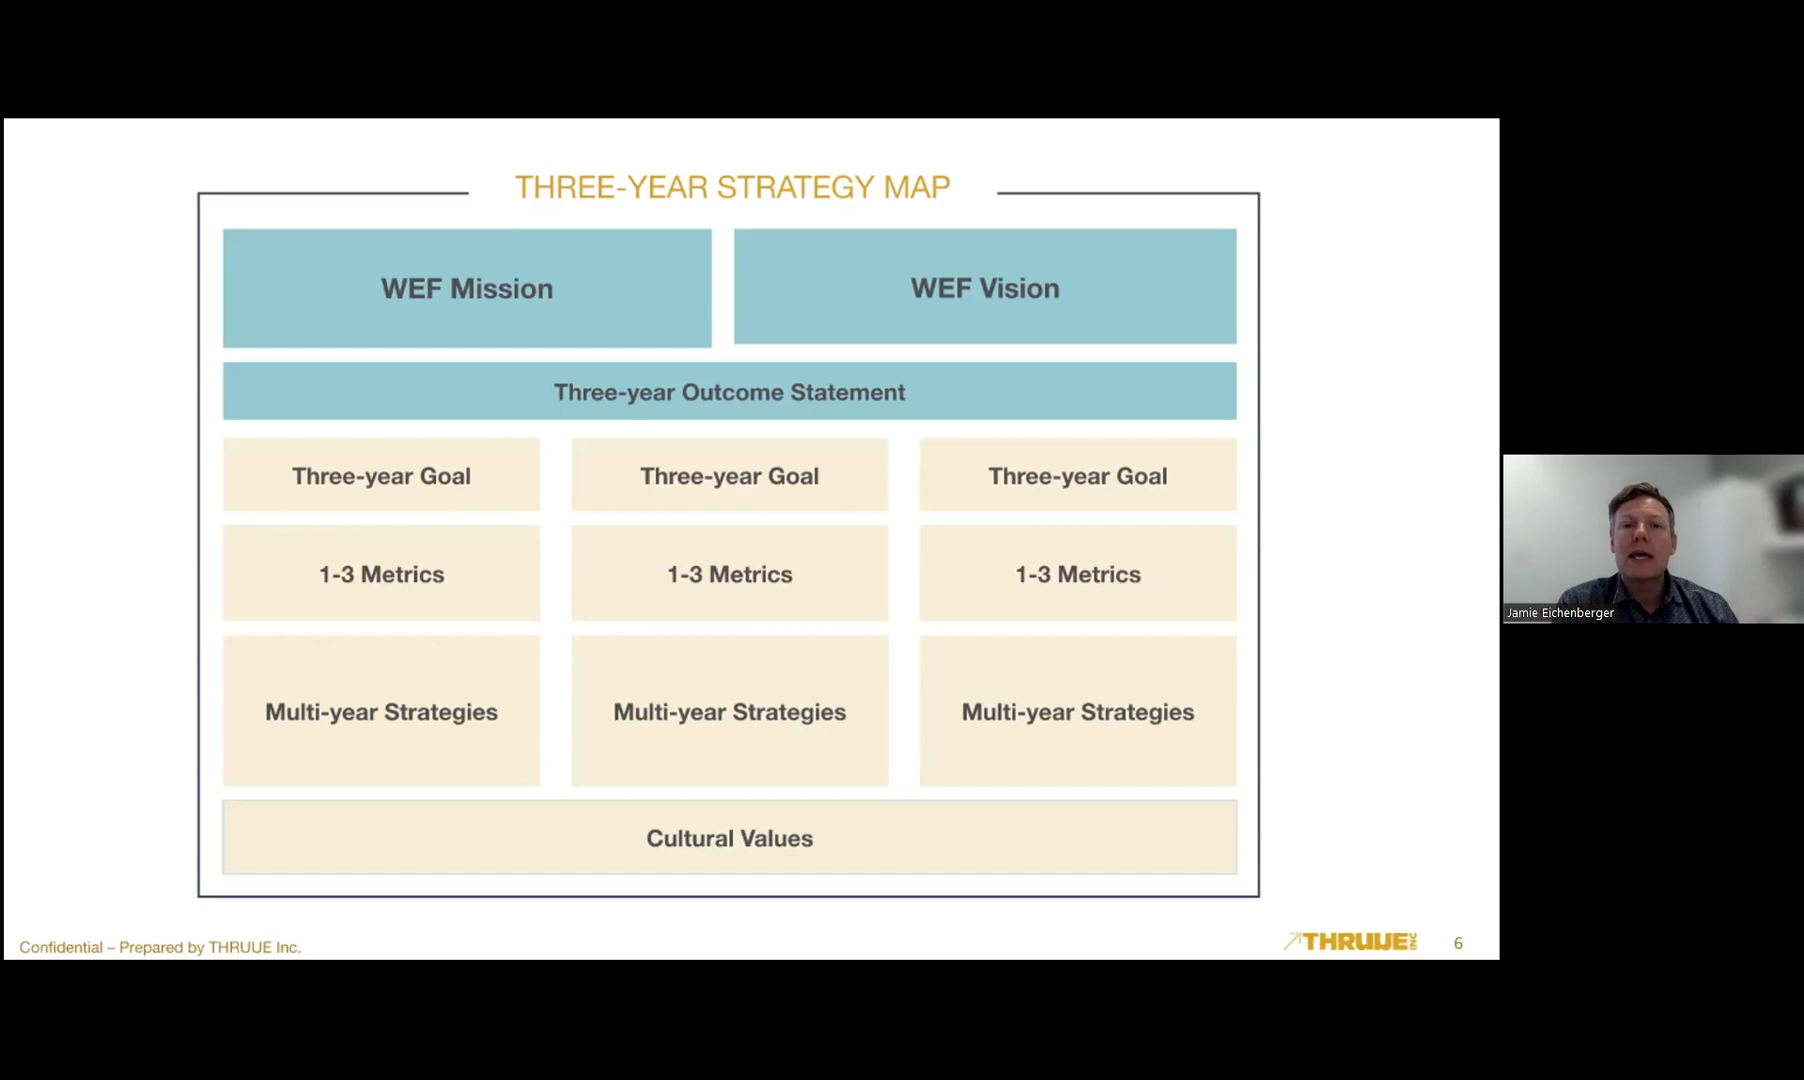 THREE-YEAR STRATEGY MAP
WEF Mission
WEF Vision
Three-year Outcome Statement
Three-year Goal
Three-year Goal
Three-year Goal
1-3 Metrics
1-3 Metrics
1-3 Metrics
Multi-year Strategies
Multi-year Strategies
Multi-year Strategies
Cultural Values
Confidential – Prepared by THRUUE Inc.
THRUUE INC
6
Jamie Eichenberger